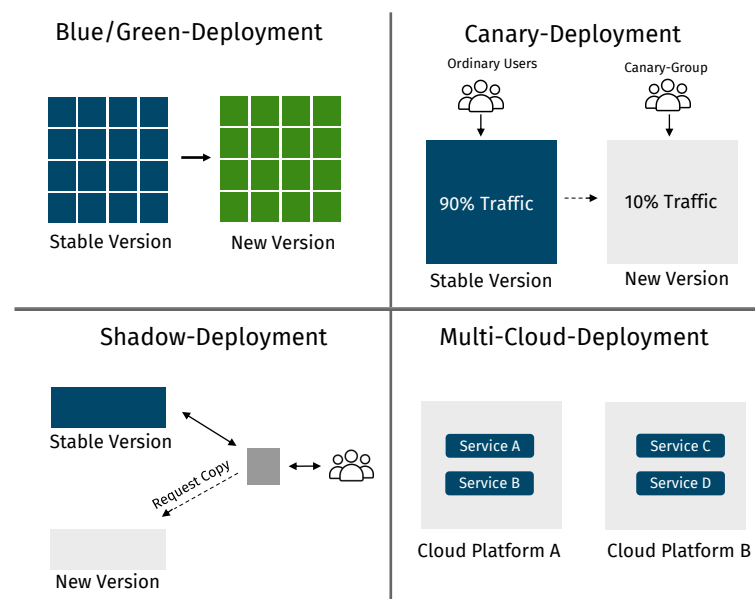 Blue/Green-Deployment
Stable Version
New Version
Canary-Deployment
Ordinary Users
Canary-Group
90% Traffic
10% Traffic
Stable Version
New Version
Shadow-Deployment
Stable Version
Request Copy
New Version
Multi-Cloud-Deployment
Service A
Service B
Service C
Service D
Cloud Platform A
Cloud Platform B